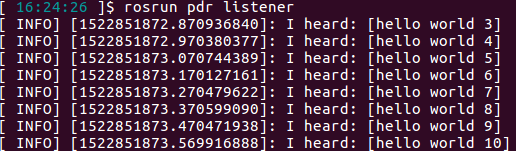 [ 16:24:26 ]$ rosrun pdr listener
[ INFO] [1522851872.870936840]: I heard: [hello world 3]
[ INFO] [1522851872.970380377]: I heard: [hello world 4]
[ INFO] [1522851873.070744389]: I heard: [hello world 5]
[ INFO] [1522851873.170127161]: I heard: [hello world 6]
[ INFO] [1522851873.270479622]: I heard: [hello world 7]
[ INFO] [1522851873.370599090]: I heard: [hello world 8]
[ INFO] [1522851873.470471938]: I heard: [hello world 9]
[ INFO] [1522851873.569916888]: I heard: [hello world 10]